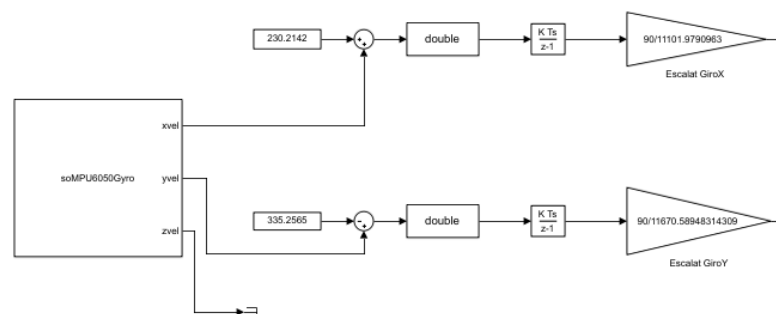 230.2142
double
K Ts
z-1
90/11101.9790963
Escalat GiroX
soMPU6050Gyro
xvel
yvel
zvel
335.2565
double
K Ts
z-1
90/11670.58948314309
Escalat GiroY